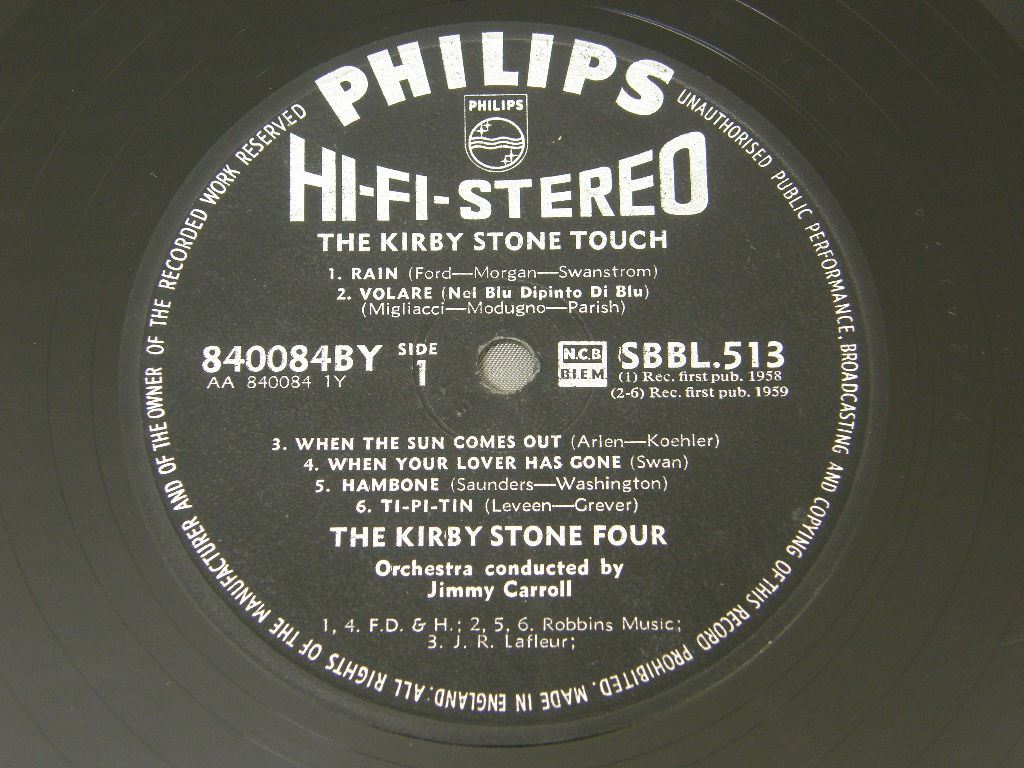 PHILIPS
PHILIPS
HI-FI-STEREO
THE KIRBY STONE TOUCH
1. RAIN (Ford—Morgan—Swanstrom)
2. VOLARE (Nel Blu Dipinto Di Blu)
(Migliacci—Modugno—Parish)
840084BY
AA 840084 1Y
SIDE
1
N.C.B
B.I.E.M.
SBBL.513
(1) Rec. first pub. 1958
(2-6) Rec. first pub. 1959
3. WHEN THE SUN COMES OUT (Arlen—Koehler)
4. WHEN YOUR LOVER HAS GONE (Swan)
5. HAMBONE (Saunders—Washington)
6. TI-PI-TIN (Leveen—Grever)
THE KIRBY STONE FOUR
Orchestra conducted by
Jimmy Carroll
1, 4. F.D. & H.; 2, 5, 6. Robbins Music;
3. J. R. Lafleur;
ALL RIGHTS OF THE MANUFACTURER AND OF THE OWNER OF THE RECORDED WORK RESERVED
UNAUTHORISED PUBLIC PERFORMANCE, BROADCASTING AND COPYING OF THIS RECORD PROHIBITED. MADE IN ENGLAND: